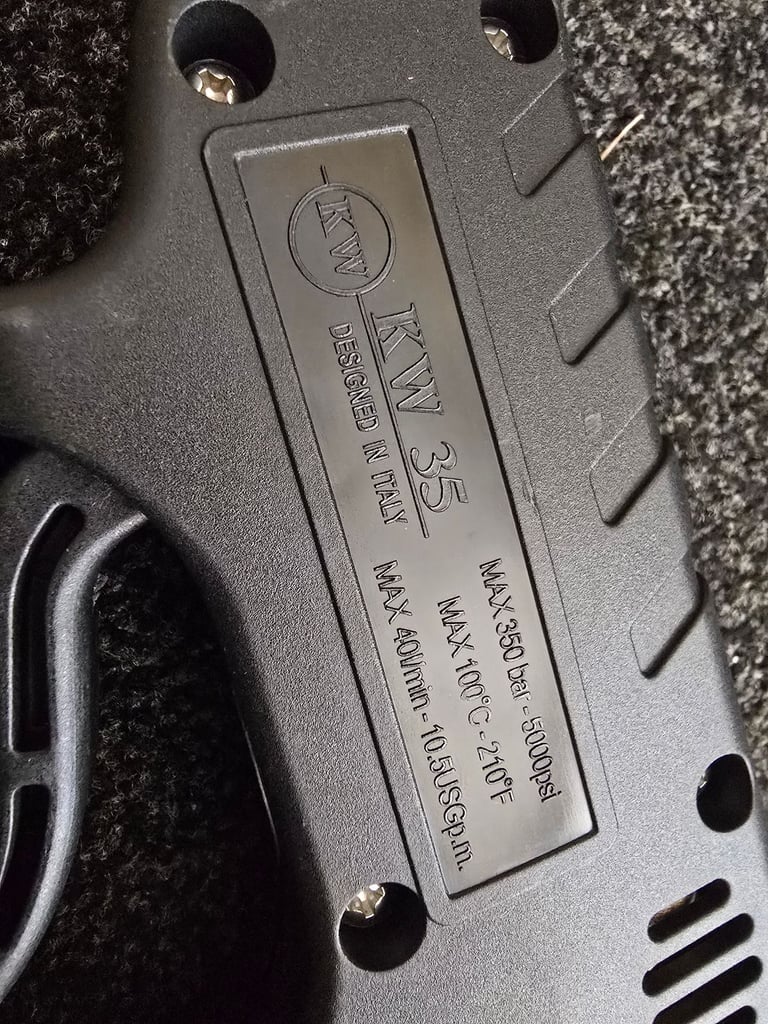 KW
KW 35
DESIGNED IN ITALY
MAX 350 bar - 5000psi
MAX 100°C - 210°F
MAX 40l/min - 10.5USGp.m.